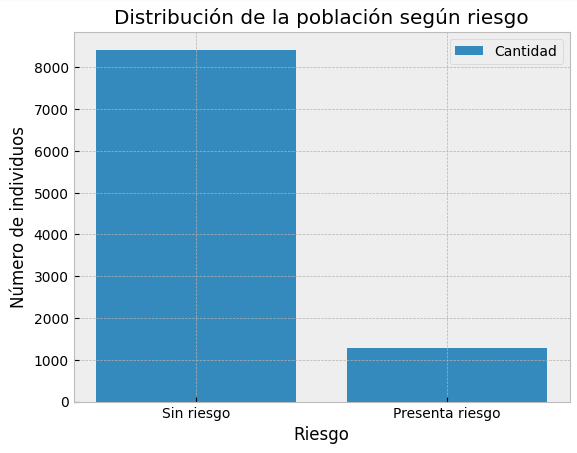 Distribución de la población según riesgo
Cantidad
Número de individuos
8000
7000
6000
5000
4000
3000
2000
1000
0
Sin riesgo
Presenta riesgo
Riesgo